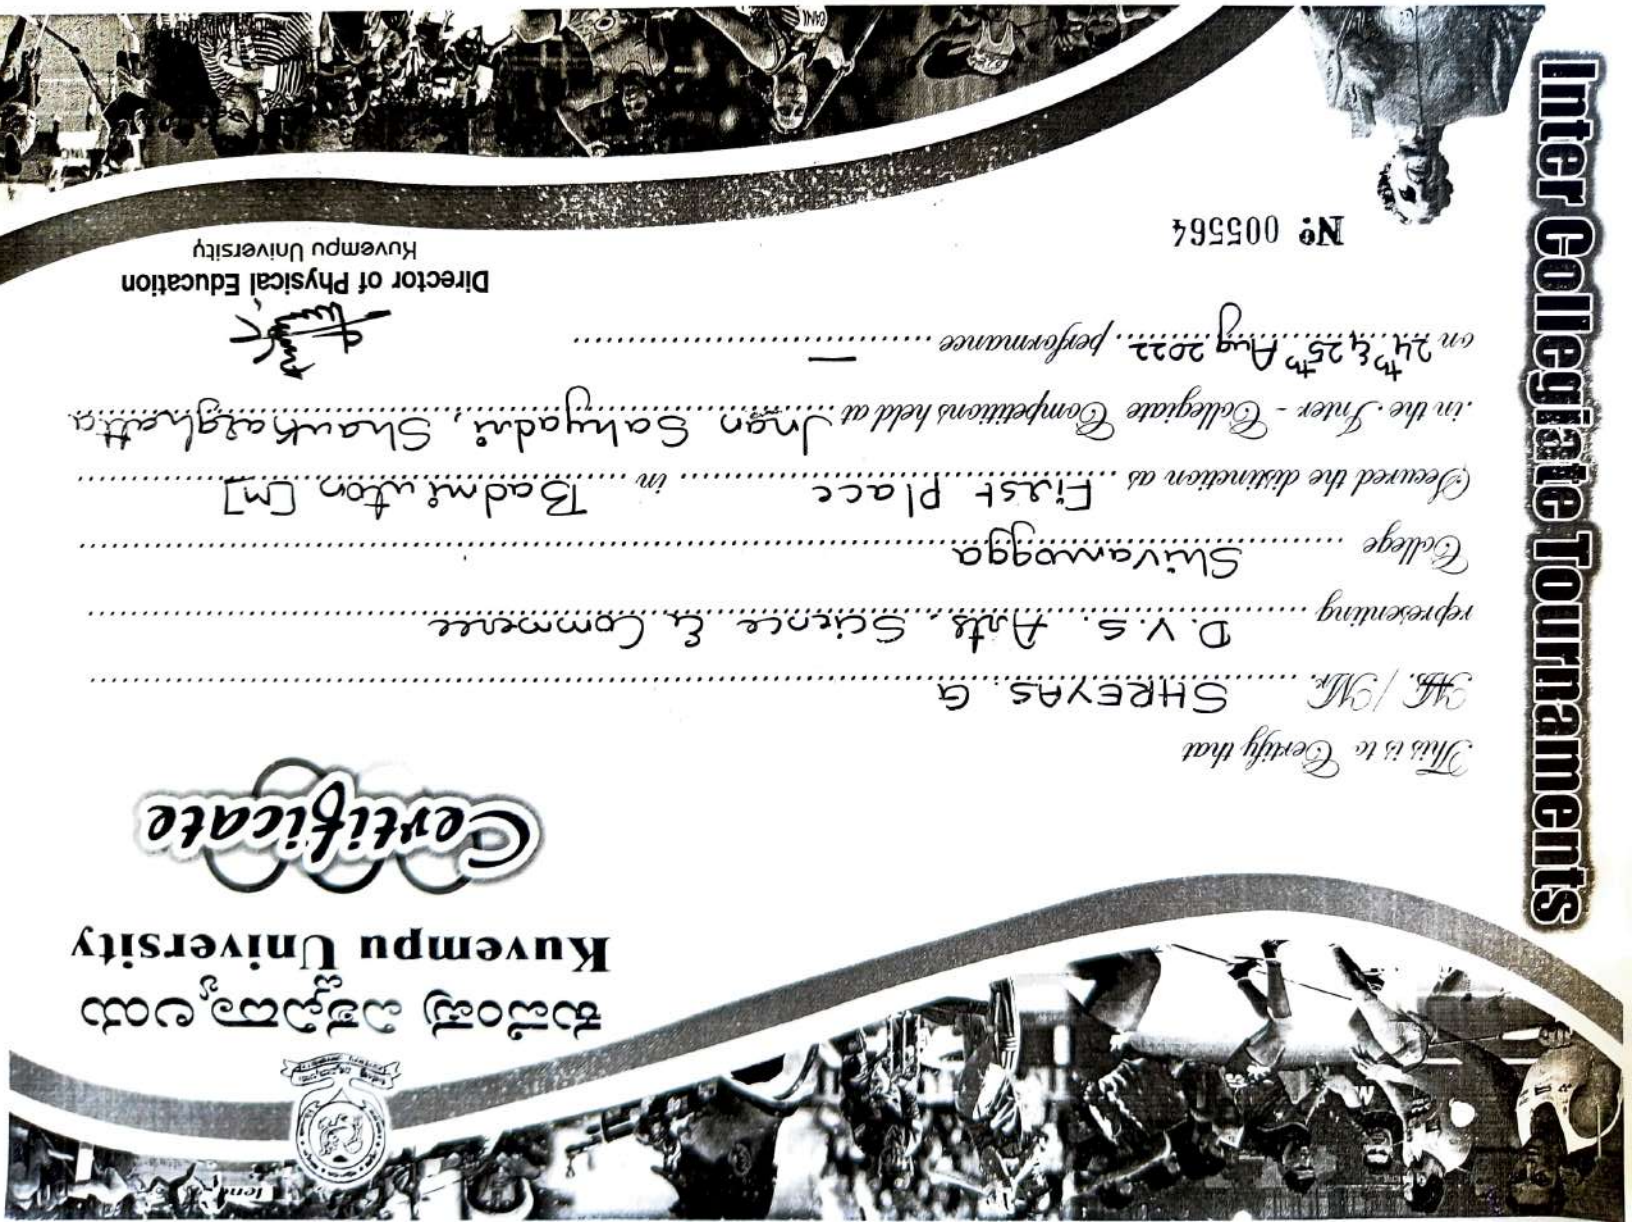 ಕುವೆಂಪು ವಿಶ್ವವಿದ್ಯಾಲಯ
Kuvempu University
Certificate
Inter Collegiate Tournaments
This is to Certify that
Ms. / Mr. SHREYAS. G
representing D.V.S. Arts, Science & Commerce
College Shivamogga
Secured the distinction as First Place in Badminton [M]
in the Inter - Collegiate Competitions held at Jnan Sahyadri, Shankaraghatta
on 24th & 25th Aug 2022 performance —
Director of Physical Education
Kuvempu University
No 005564